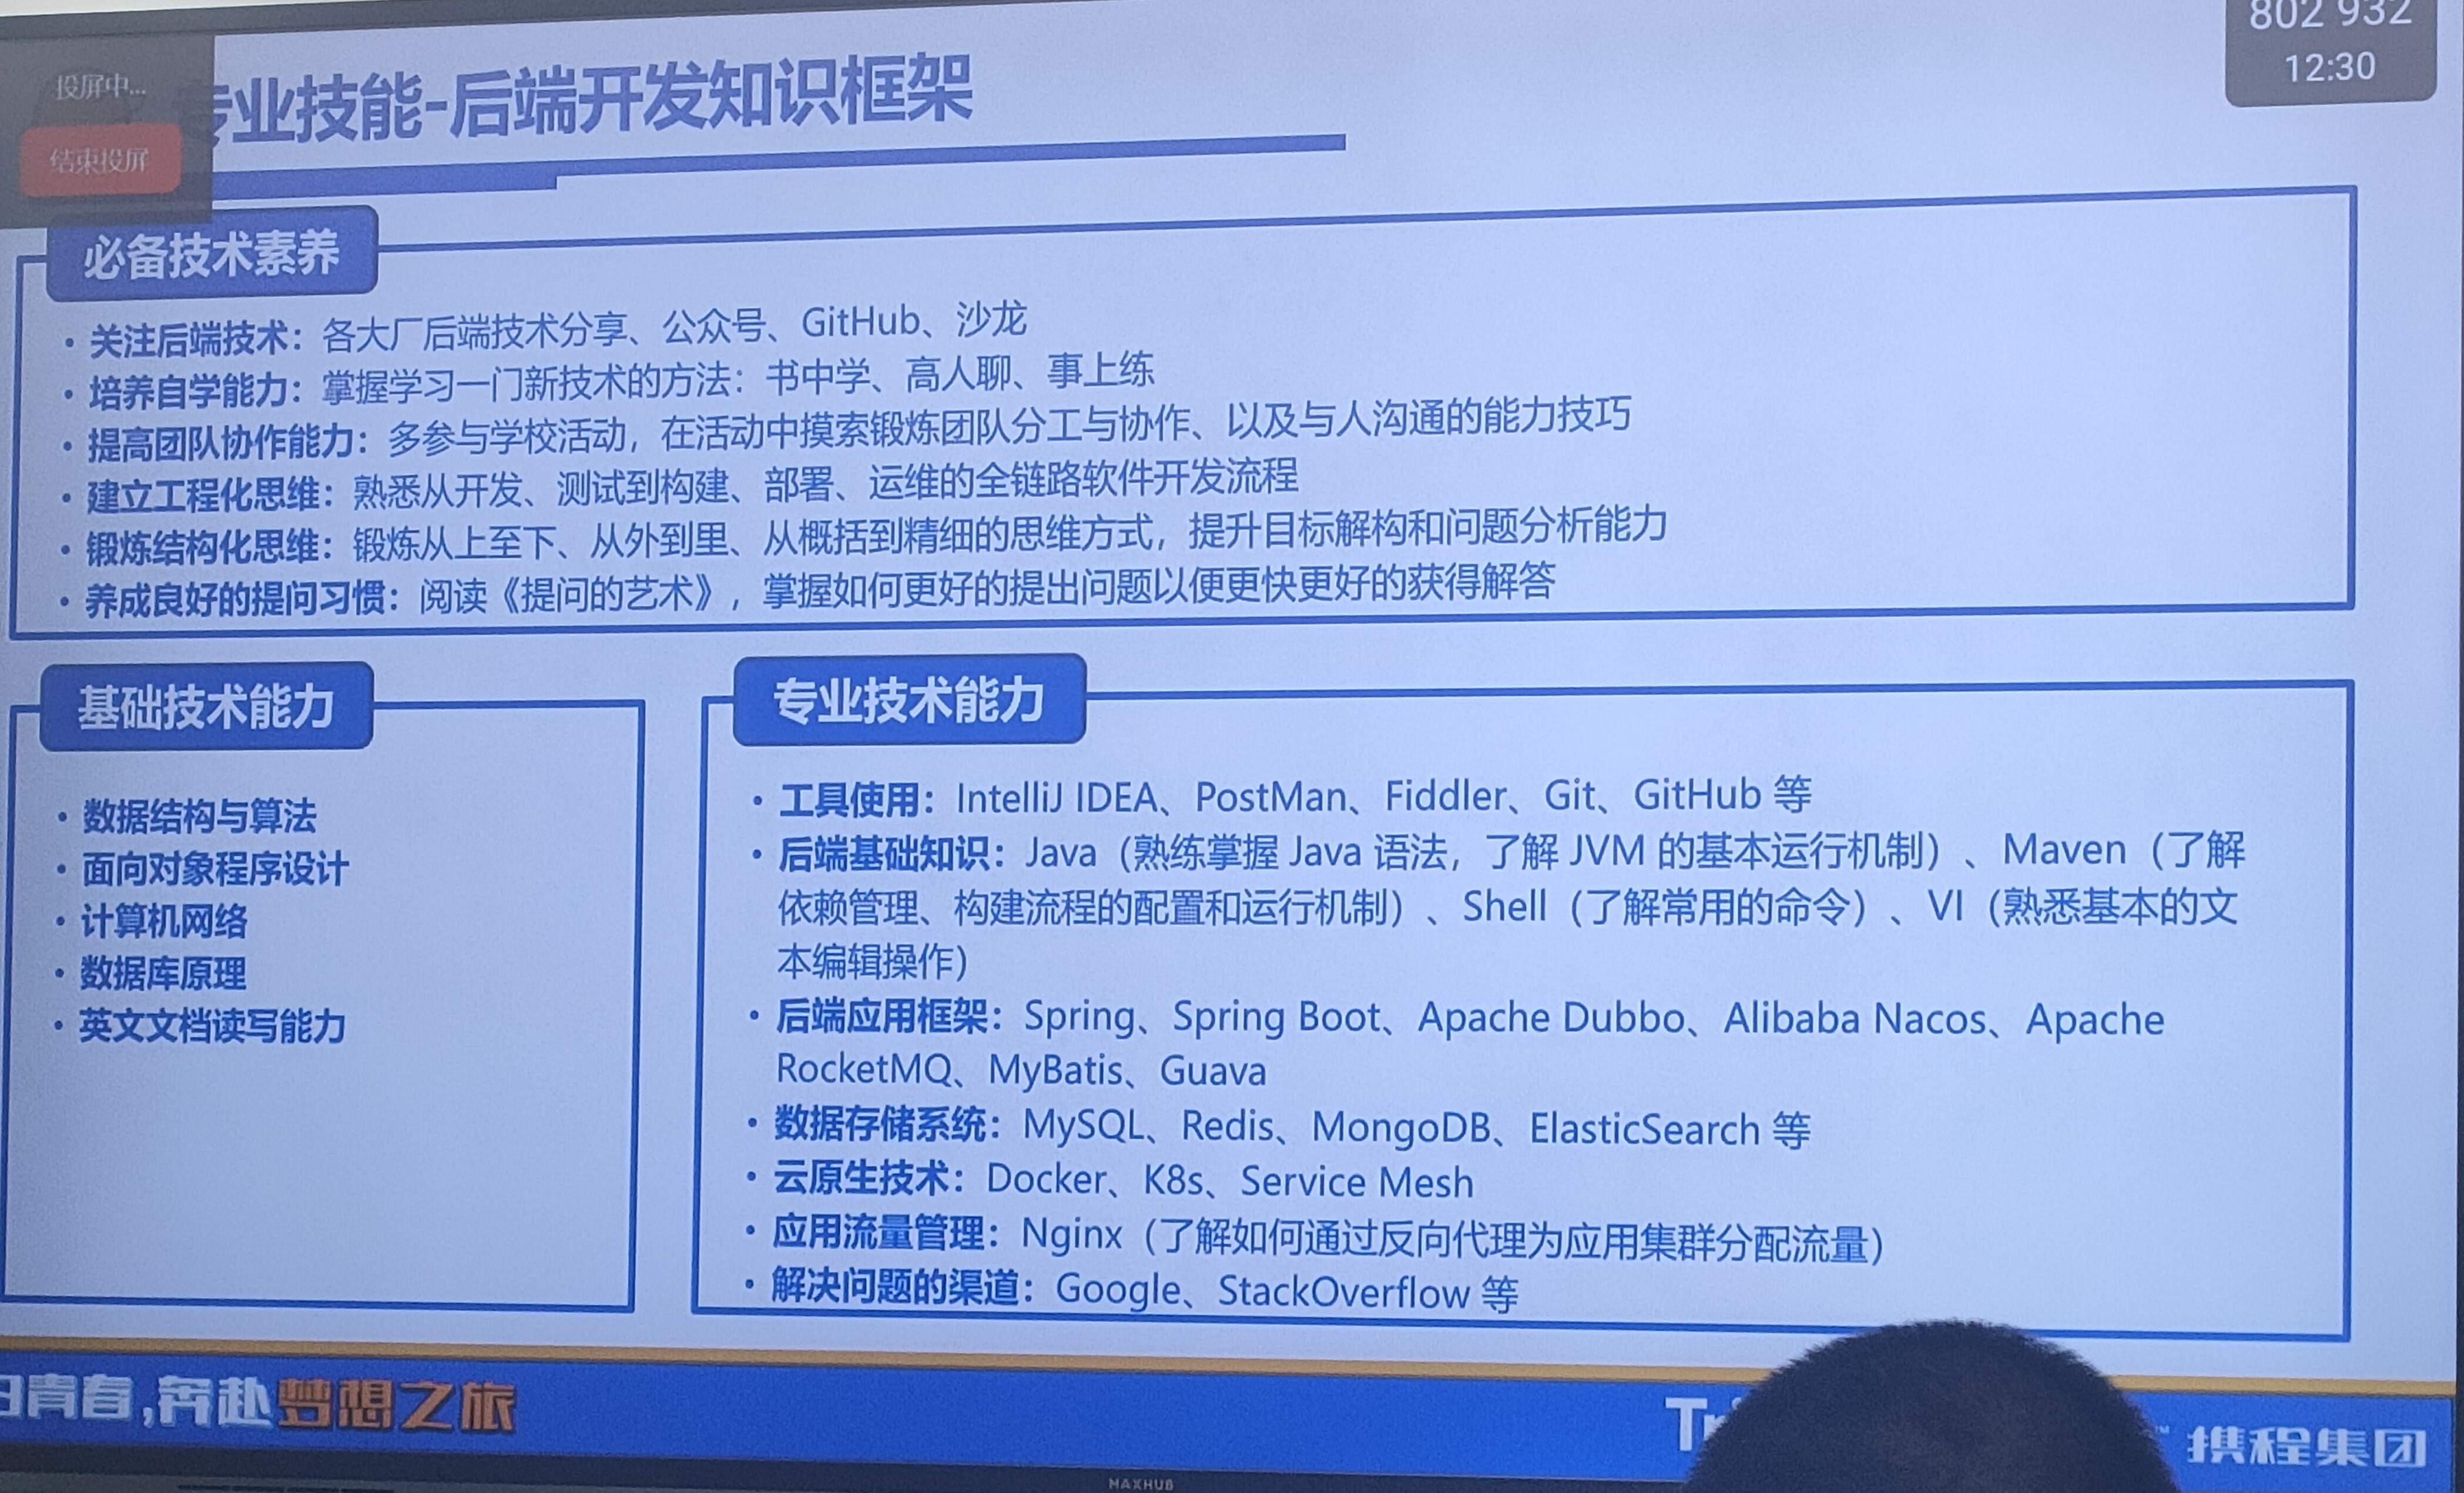 802 932
12:30
投屏中...
结束投屏
专业技能-后端开发知识框架
必备技术素养
• 关注后端技术：各大厂后端技术分享、公众号、GitHub、沙龙
• 培养自学能力：掌握学习一门新技术的方法：书中学、高人聊、事上练
• 提高团队协作能力：多参与学校活动，在活动中摸索锻炼团队分工与协作、以及与人沟通的能力技巧
• 建立工程化思维：熟悉从开发、测试到构建、部署、运维的全链路软件开发流程
• 锻炼结构化思维：锻炼从上至下、从外到里、从概括到精细的思维方式，提升目标解构和问题分析能力
• 养成良好的提问习惯：阅读《提问的艺术》，掌握如何更好的提出问题以便更快更好的获得解答
基础技术能力
• 数据结构与算法
• 面向对象程序设计
• 计算机网络
• 数据库原理
• 英文文档读写能力
专业技术能力
• 工具使用：IntelliJ IDEA、PostMan、Fiddler、Git、GitHub 等
• 后端基础知识：Java（熟练掌握 Java 语法，了解 JVM 的基本运行机制）、Maven（了解
依赖管理、构建流程的配置和运行机制）、Shell（了解常用的命令）、VI（熟悉基本的文
本编辑操作）
• 后端应用框架：Spring、Spring Boot、Apache Dubbo、Alibaba Nacos、Apache
RocketMQ、MyBatis、Guava
• 数据存储系统：MySQL、Redis、MongoDB、ElasticSearch 等
• 云原生技术：Docker、K8s、Service Mesh
• 应用流量管理：Nginx（了解如何通过反向代理为应用集群分配流量）
• 解决问题的渠道：Google、StackOverflow 等
青春,奔赴梦想之旅
携程集团
MAXHUB